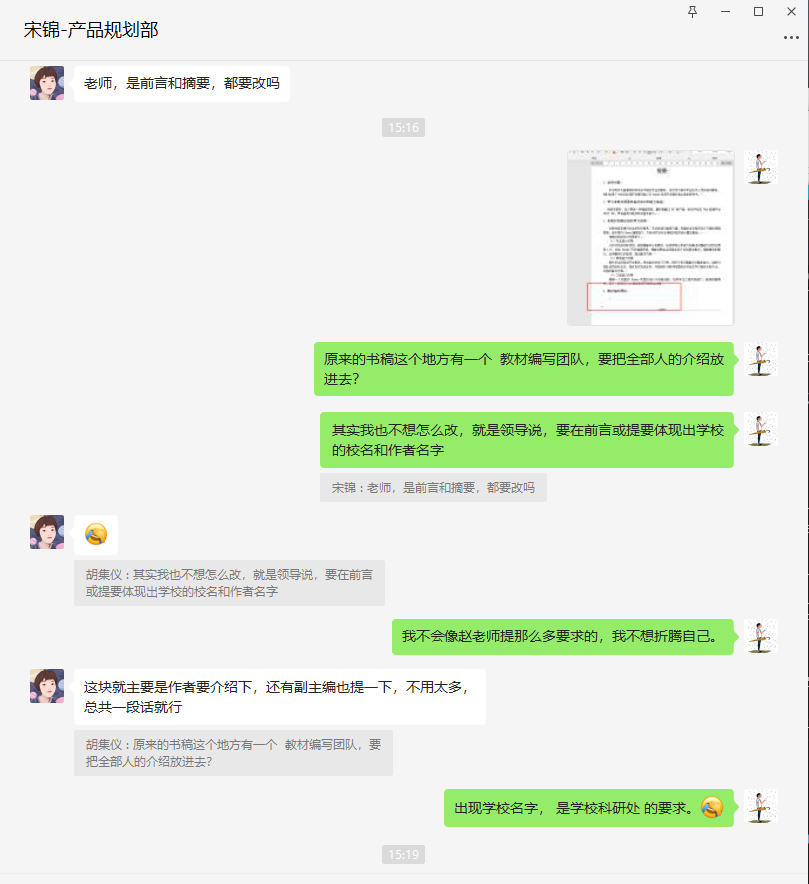 宋锦-产品规划部
老师，是前言和摘要，都要改吗
15:16
原来的书稿这个地方有一个  教材编写团队，要把全部人的介绍放
进去?
其实我也不想怎么改，就是领导说，要在前言或提要体现出学校
的校名和作者名字
宋锦：老师，是前言和摘要，都要改吗
胡集仪：其实我也不想怎么改，就是领导说，要在前言
或提要体现出学校的校名和作者名字
我不会像赵老师提那么多要求的，我不想折腾自己。
这块就主要是作者要介绍下，还有副主编也提一下，不用太多，
总共一段话就行
胡集仪：原来的书稿这个地方有一个  教材编写团队，要
把全部人的介绍放进去?
出现学校名字， 是学校科研处 的要求。
15:19